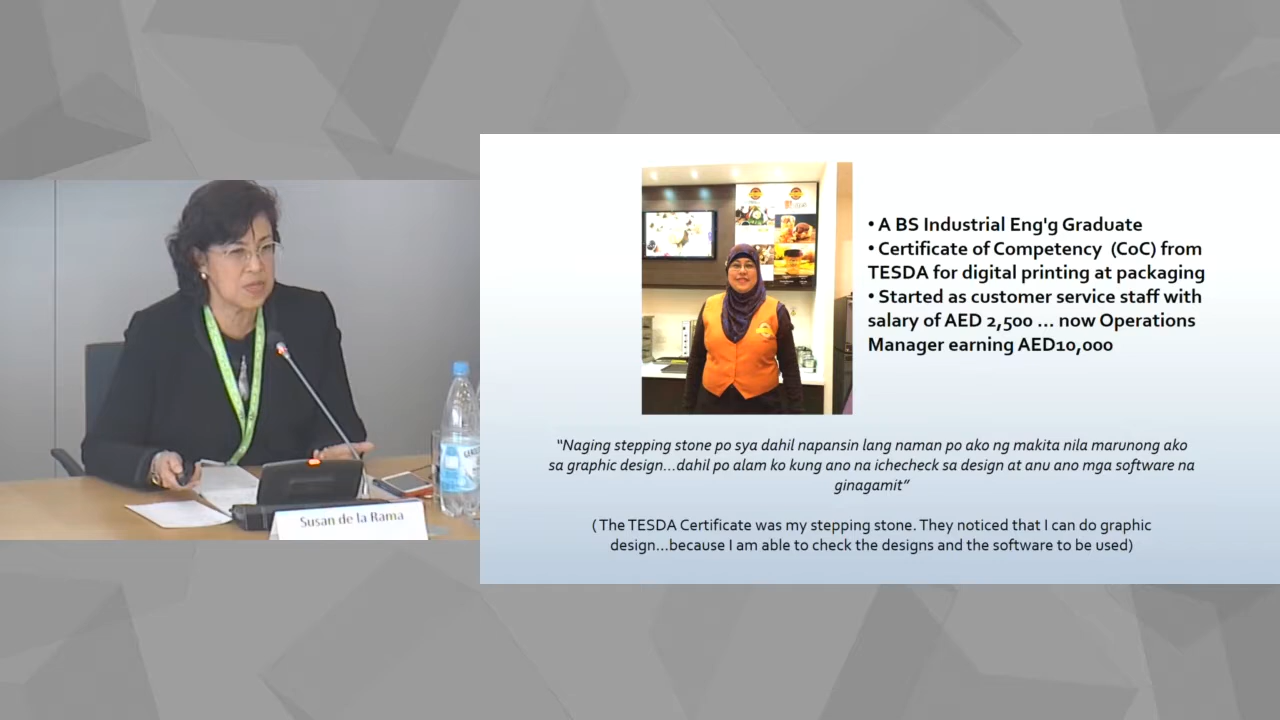 • A BS Industrial Eng'g Graduate
• Certificate of Competency (CoC) from
TESDA for digital printing at packaging
• Started as customer service staff with
salary of AED 2,500 ... now Operations
Manager earning AED10,000
"Naging stepping stone po sya dahil napansin lang naman po ako ng makita nila marunong ako
sa graphic design...dahil po alam ko kung ano na ichecheck sa design at anu ano mga software na
ginagamit"
( The TESDA Certificate was my stepping stone. They noticed that I can do graphic
design...because I am able to check the designs and the software to be used)
Susan de la Rama